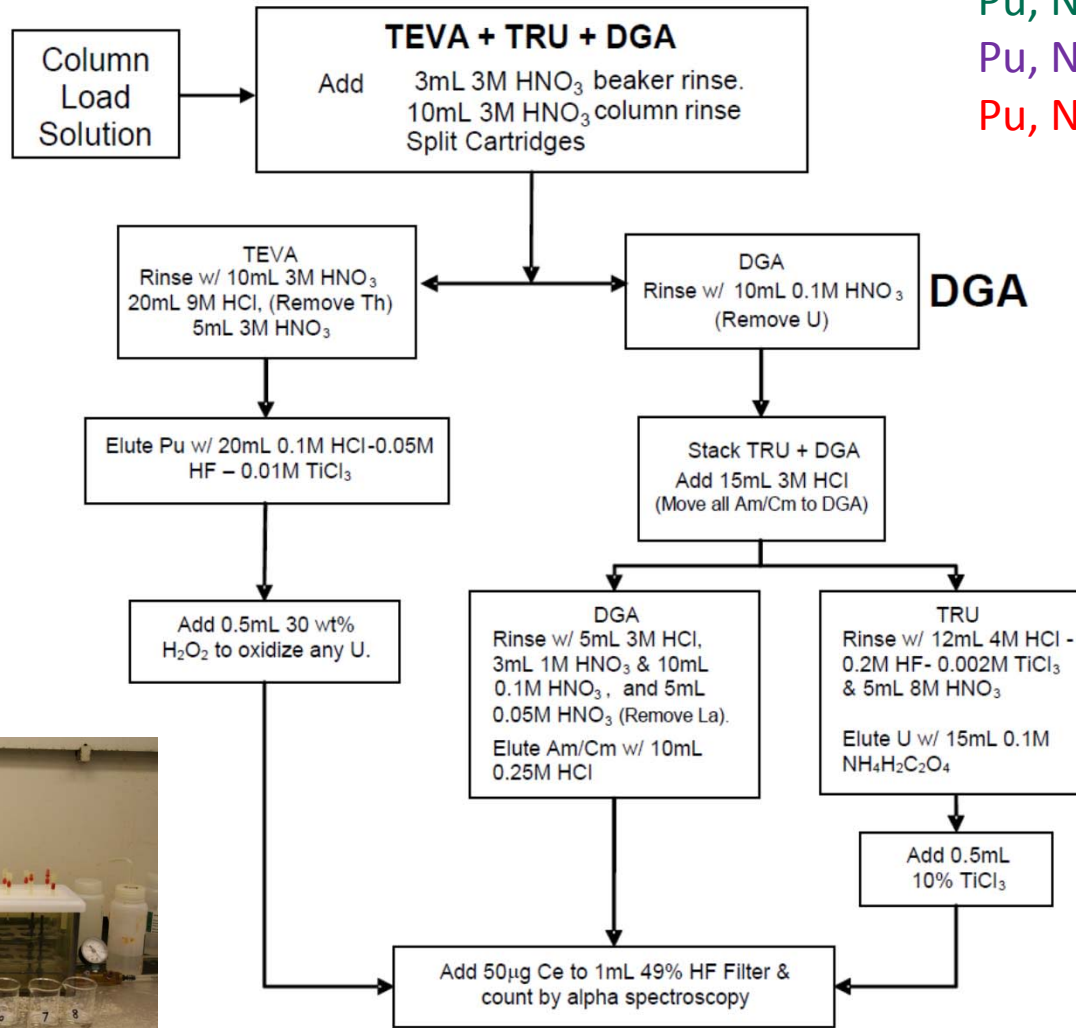 Pu, N
Pu, N
Pu, N
Column
Load
Solution
TEVA + TRU + DGA
Add 3mL 3M HNO₃ beaker rinse.
10mL 3M HNO₃ column rinse
Split Cartridges
TEVA
Rinse w/ 10mL 3M HNO₃
20mL 9M HCl, (Remove Th)
5mL 3M HNO₃
DGA
Rinse w/ 10mL 0.1M HNO₃
(Remove U)
DGA
Elute Pu w/ 20mL 0.1M HCl-0.05M
HF – 0.01M TiCl₃
Stack TRU + DGA
Add 15mL 3M HCl
(Move all Am/Cm to DGA)
Add 0.5mL 30 wt%
H₂O₂ to oxidize any U.
DGA
Rinse w/ 5mL 3M HCl,
3mL 1M HNO₃ & 10mL
0.1M HNO₃ , and 5mL
0.05M HNO₃ (Remove La).
Elute Am/Cm w/ 10mL
0.25M HCl
TRU
Rinse w/ 12mL 4M HCl -
0.2M HF- 0.002M TiCl₃
& 5mL 8M HNO₃
Elute U w/ 15mL 0.1M
NH₄H₂C₂O₄
Add 0.5mL
10% TiCl₃
Add 50µg Ce to 1mL 49% HF Filter &
count by alpha spectroscopy
7 8